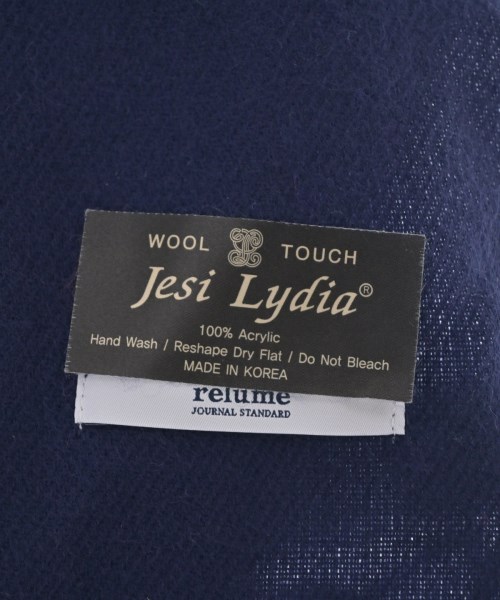 WOOL TOUCH
Jesi Lydia®
100% Acrylic
Hand Wash / Reshape Dry Flat / Do Not Bleach
MADE IN KOREA
relume
JOURNAL STANDARD